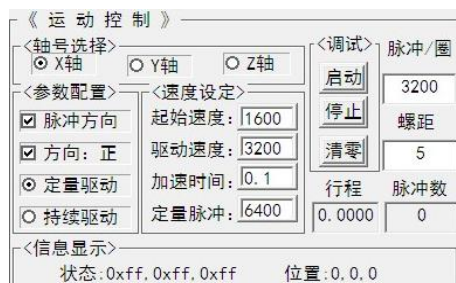 《 运 动 控 制 》
<轴号选择>
X轴
Y轴
Z轴
<参数配置>
脉冲方向
方向: 正
定量驱动
持续驱动
<速度设定>
起始速度: 1600
驱动速度: 3200
加速时间: 0.1
定量脉冲: 6400
<调试>
启动
停止
清零
脉冲/圈
3200
螺距
5
行程
0.0000
脉冲数
0
<信息显示>
状态:0xff,0xff,0xff 位置:0,0,0